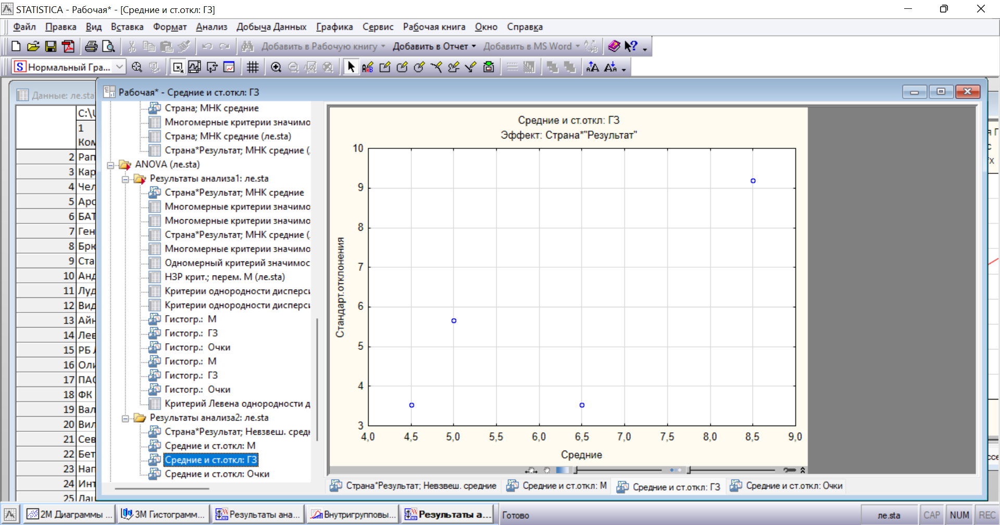 STATISTICA - Рабочая* - [Средние и ст.откл: ГЗ]
Файл Правка Вид Вставка Формат Анализ Добыча Данных Графика Сервис Рабочая книга Окно Справка
Добавить в Рабочую книгу Добавить в Отчет Добавить в MS Word
Нормальный Гра...
Данные: ле.sta
C:\
1
Ком
2 Рап
3 Кар
4 Чел
5 Арс
6 БАТ
7 Ген
8 Брю
9 Ста
10 Анд
11 Луд
12 Вид
13 Айн
14 Лев
15 РБ
16 Оли
17 ПАО
18 ФК
19 Вал
20 Вил
21 Сев
22 Бет
23 Нап
24 Инт
25 Лац
Рабочая* - Средние и ст.откл: ГЗ
Страна; МНК средние
Многомерные критерии значимо
Страна; МНК средние (ле.sta)
Страна*Результат; МНК средние (
ANOVA (ле.sta)
Результаты анализа1: ле.sta
Страна*Результат; МНК средние
Многомерные критерии значимо
Многомерные критерии значимо
Страна*Результат; МНК средние (
Многомерные критерии значимо
Одномерный критерий значимос
НЗР крит.; перем. М (ле.sta)
Критерии однородности дисперси
Критерии однородности дисперси
Гистогр.: М
Гистогр.: ГЗ
Гистогр.: Очки
Гистогр.: М
Гистогр.: ГЗ
Гистогр.: Очки
Критерий Левена однородности д
Результаты анализа2: ле.sta
Страна*Результат; Невзвеш. средн
Средние и ст.откл: М
Средние и ст.откл: ГЗ
Средние и ст.откл: Очки
Средние и ст.откл: ГЗ
Эффект: Страна*"Результат"
Стандарт.отклонения
10
9
8
7
6
5
4
3
4,0 4,5 5,0 5,5 6,0 6,5 7,0 7,5 8,0 8,5 9,0
Средние
Страна*Результат; Невзвеш. средние Средние и ст.откл: М Средние и ст.откл: ГЗ Средние и ст.откл: Очки
2М Диаграммы ... 3М Гистограмм... Результаты ана... Внутригрупповы... Результаты а... Готово ле.sta CAP NUM REC